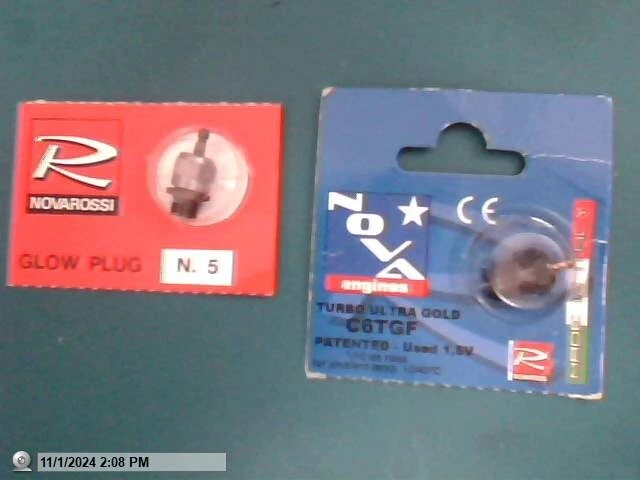 R
NOVAROSSI
GLOW PLUG N. 5
NOVA
engines
CE
TURBO ULTRA GOLD
C6TGF
PATENTED - Used 1,5V
R
NOVAROSSI
11/1/2024 2:08 PM